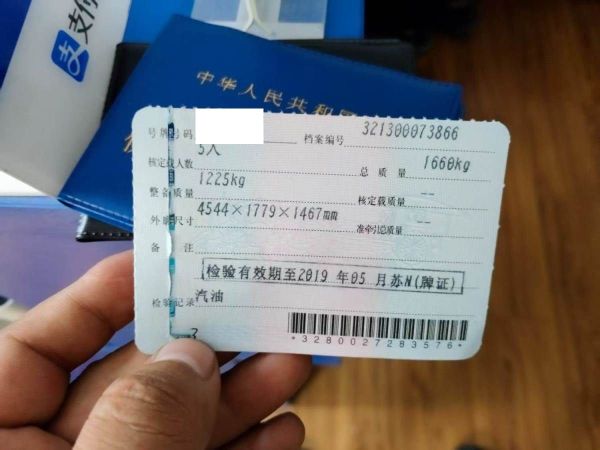 支付
中华人民共和国
号牌号码
档案编号 321300073866
核定载人数 5人
总质量 1660kg
整备质量 1225kg
核定载质量 --
外廓尺寸 4544×1779×1467mm
准牵引总质量 --
备注
检验有效期至2019 年05 月苏N(牌证)
检验记录 汽油
*3280027283576*